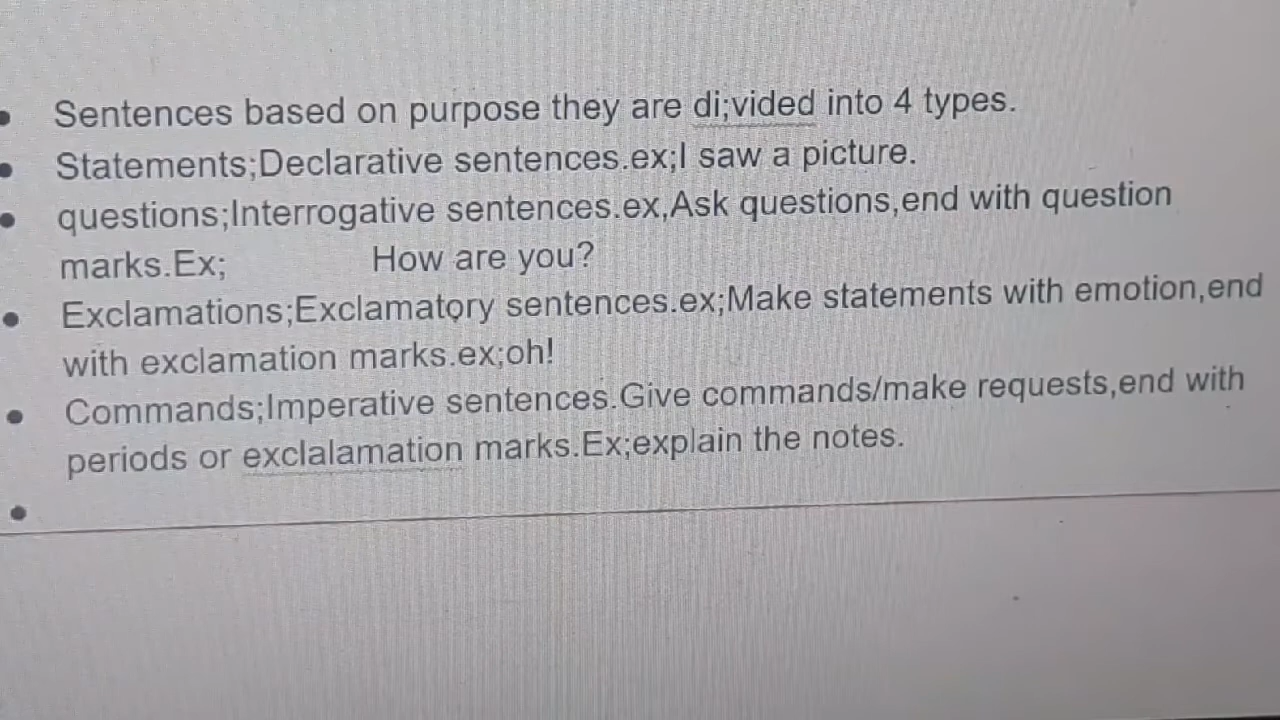 Sentences based on purpose they are di;vided into 4 types.
Statements;Declarative sentences.ex;I saw a picture.
questions;Interrogative sentences.ex,Ask questions,end with question
marks.Ex; How are you?
Exclamations;Exclamatory sentences.ex;Make statements with emotion,end
with exclamation marks.ex;oh!
Commands;Imperative sentences.Give commands/make requests,end with
periods or exclalamation marks.Ex;explain the notes.